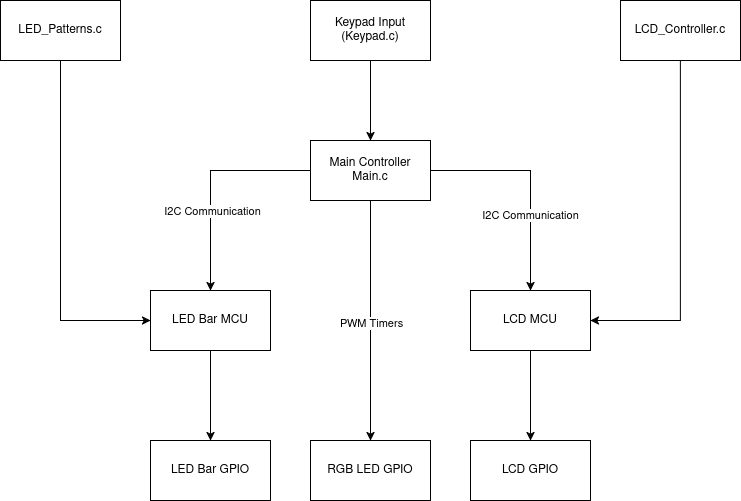 LED_Patterns.c
Keypad Input
(Keypad.c)
LCD_Controller.c
Main Controller
Main.c
I2C Communication
I2C Communication
LED Bar MCU
PWM Timers
LCD MCU
LED Bar GPIO
RGB LED GPIO
LCD GPIO